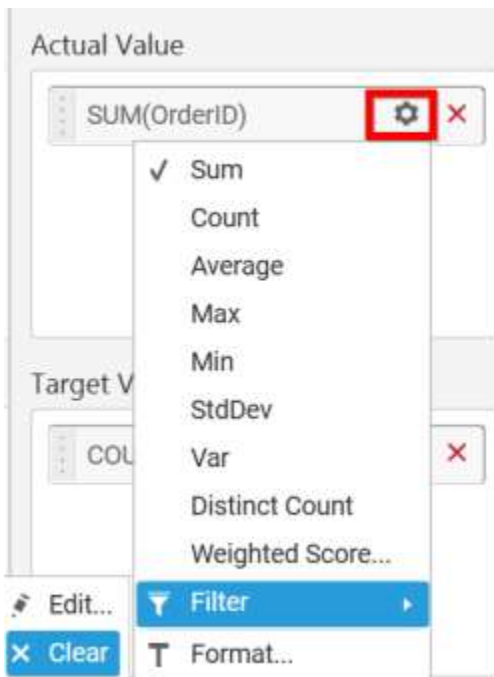 Actual Value
SUM(OrderID)
Sum
Count
Average
Max
Min
Target V
StdDev
COU
Var
Distinct Count
Weighted Score...
Edit...
Filter
Clear
Format...